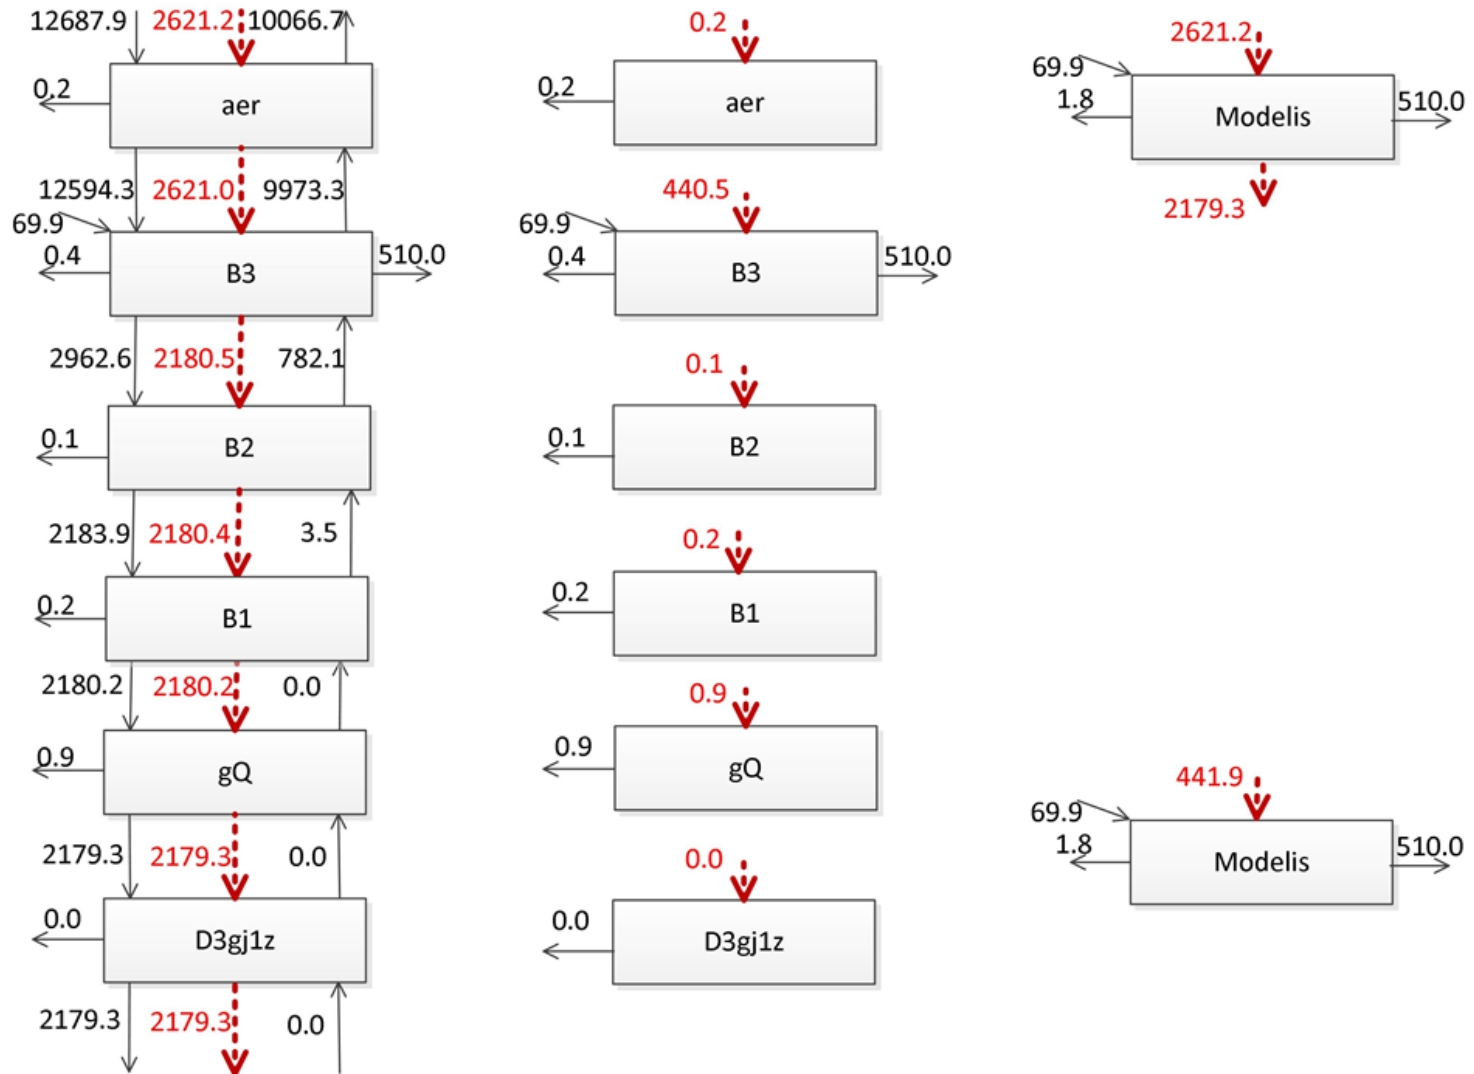 12687.9 2621.2 10066.7
0.2
aer
12594.3 2621.0 9973.3
69.9
0.4
B3
510.0
2962.6 2180.5 782.1
0.1
B2
2183.9 2180.4 3.5
0.2
B1
2180.2 2180.2 0.0
0.9
gQ
2179.3 2179.3 0.0
0.0
D3gj1z
2179.3 2179.3 0.0
0.2
0.2
aer
440.5
69.9
0.4
B3
510.0
0.1
0.1
B2
0.2
0.2
B1
0.9
0.9
gQ
0.0
0.0
D3gj1z
2621.2
69.9
1.8
Modelis
510.0
2179.3
441.9
69.9
1.8
Modelis
510.0